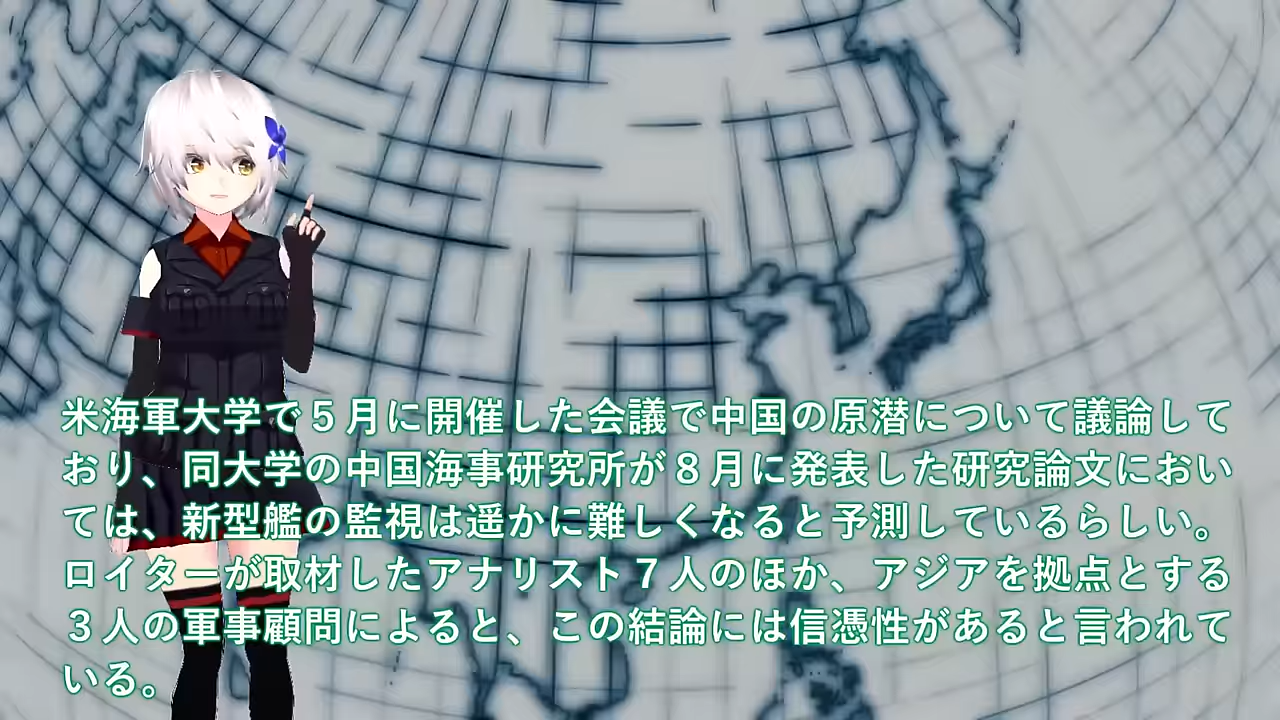 米海軍大学で５月に開催した会議で中国の原潜について議論して
おり、同大学の中国海事研究所が８月に発表した研究論文におい
ては、新型艦の監視は遥かに難しくなると予測しているらしい。
ロイターが取材したアナリスト７人のほか、アジアを拠点とする
３人の軍事顧問によると、この結論には信憑性があると言われて
いる。